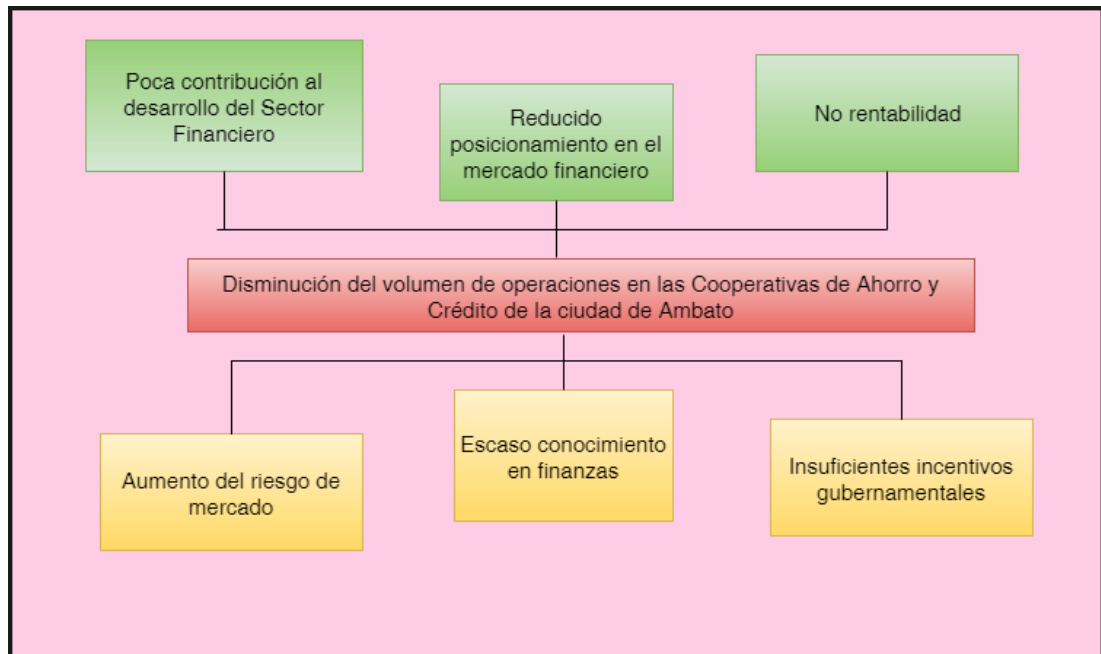 Poca contribución al
desarrollo del Sector
Financiero
Reducido
posicionamiento en el
mercado financiero
No rentabilidad
Disminución del volumen de operaciones en las Cooperativas de Ahorro y
Crédito de la ciudad de Ambato
Aumento del riesgo de
mercado
Escaso conocimiento
en finanzas
Insuficientes incentivos
gubernamentales